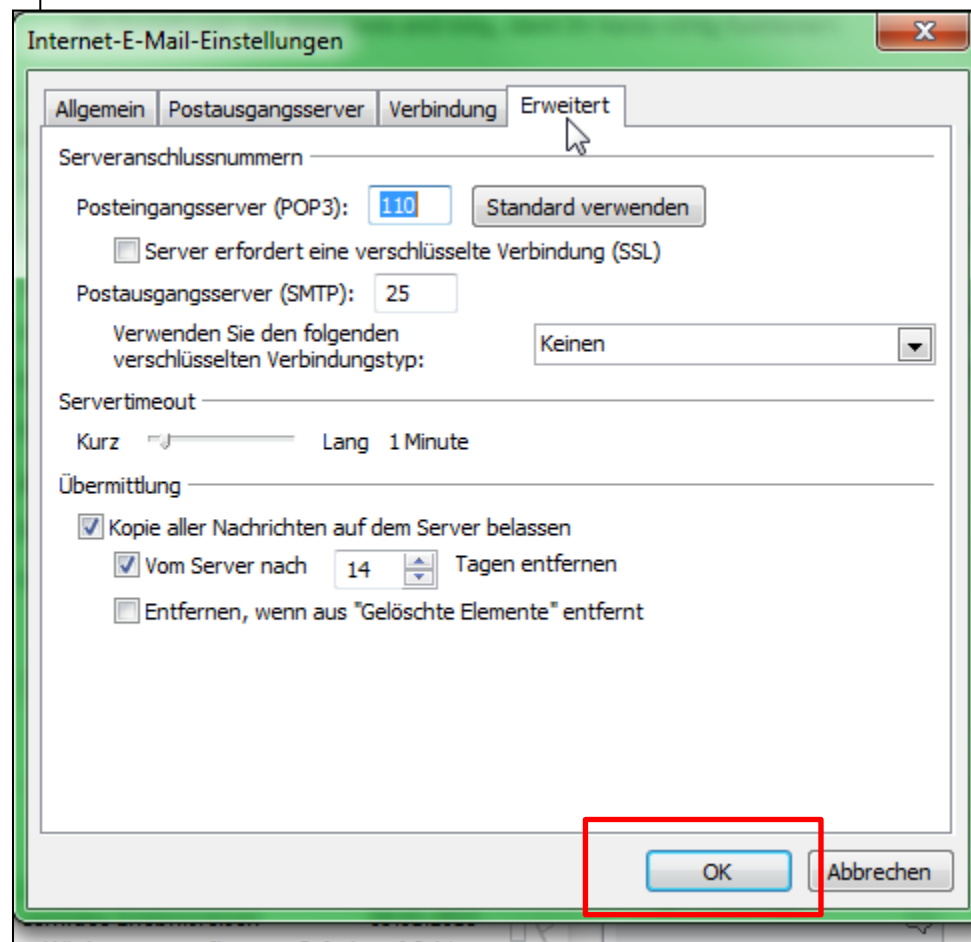 Internet-E-Mail-Einstellungen
Allgemein Postausgangsserver Verbindung Erweitert
Serveranschlussnummern
Posteingangsserver (POP3): 110 Standard verwenden
Server erfordert eine verschlüsselte Verbindung (SSL)
Postausgangsserver (SMTP): 25
Verwenden Sie den folgenden
verschlüsselten Verbindungstyp: Keinen
Servertimeout
Kurz Lang 1 Minute
Übermittlung
Kopie aller Nachrichten auf dem Server belassen
Vom Server nach 14 Tagen entfernen
Entfernen, wenn aus "Gelöschte Elemente" entfernt
OK Abbrechen